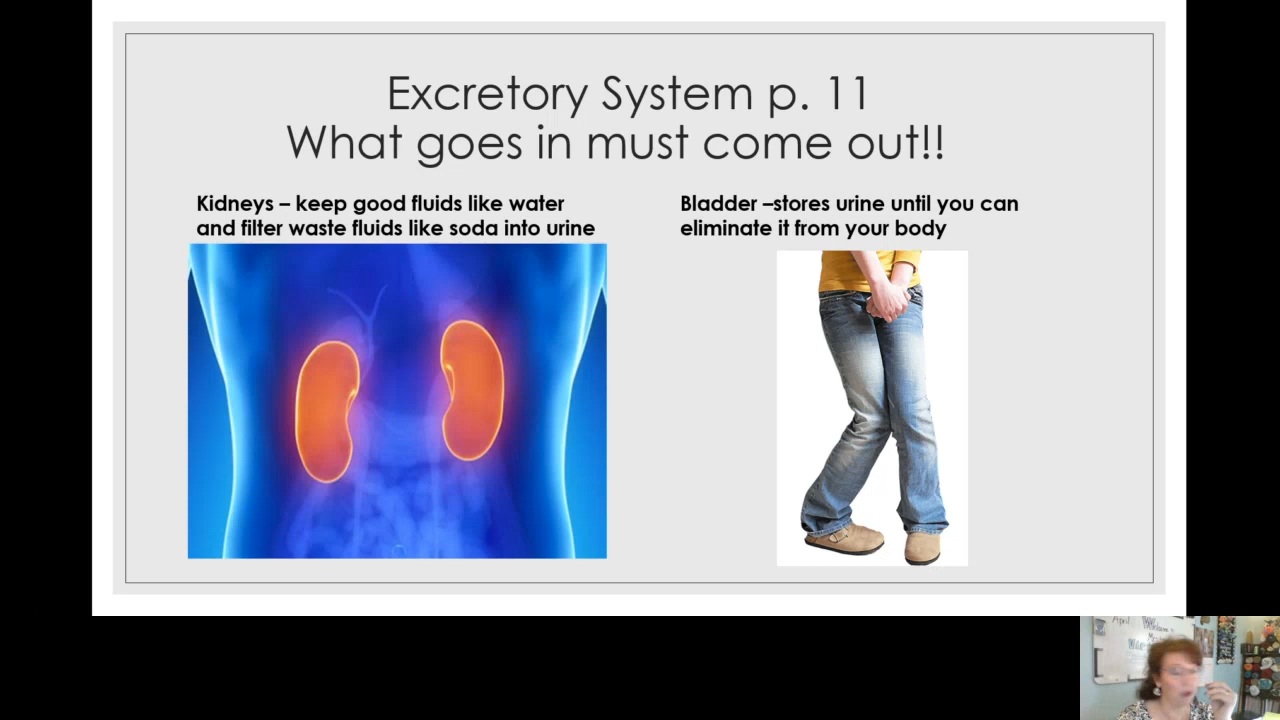 Excretory System p. 11
What goes in must come out!!
Kidneys – keep good fluids like water
and filter waste fluids like soda into urine
Bladder –stores urine until you can
eliminate it from your body
April